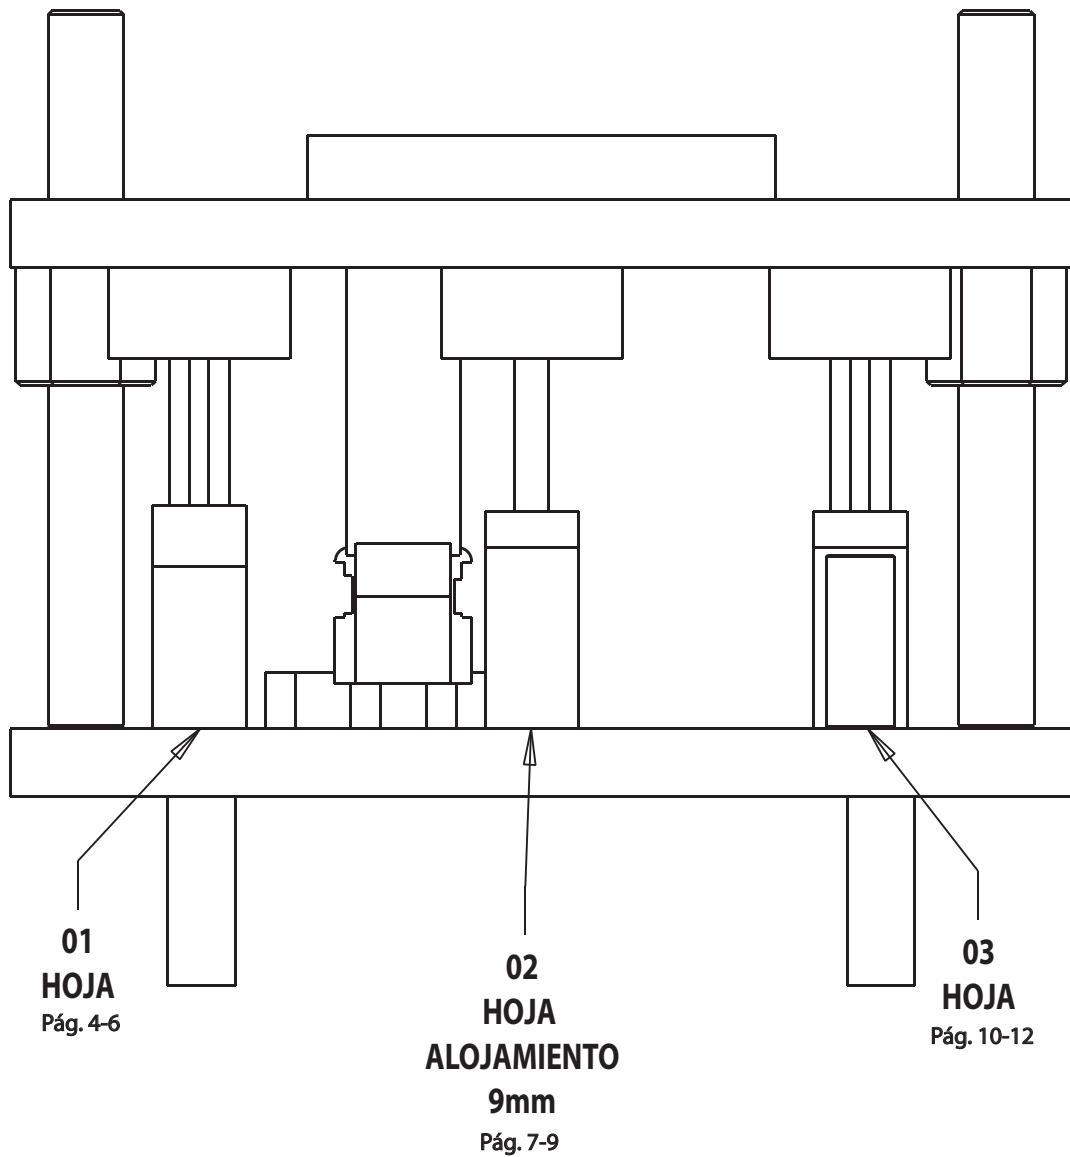 01
HOJA
Pág. 4-6
02
HOJA
ALOJAMIENTO
9mm
Pág. 7-9
03
HOJA
Pág. 10-12